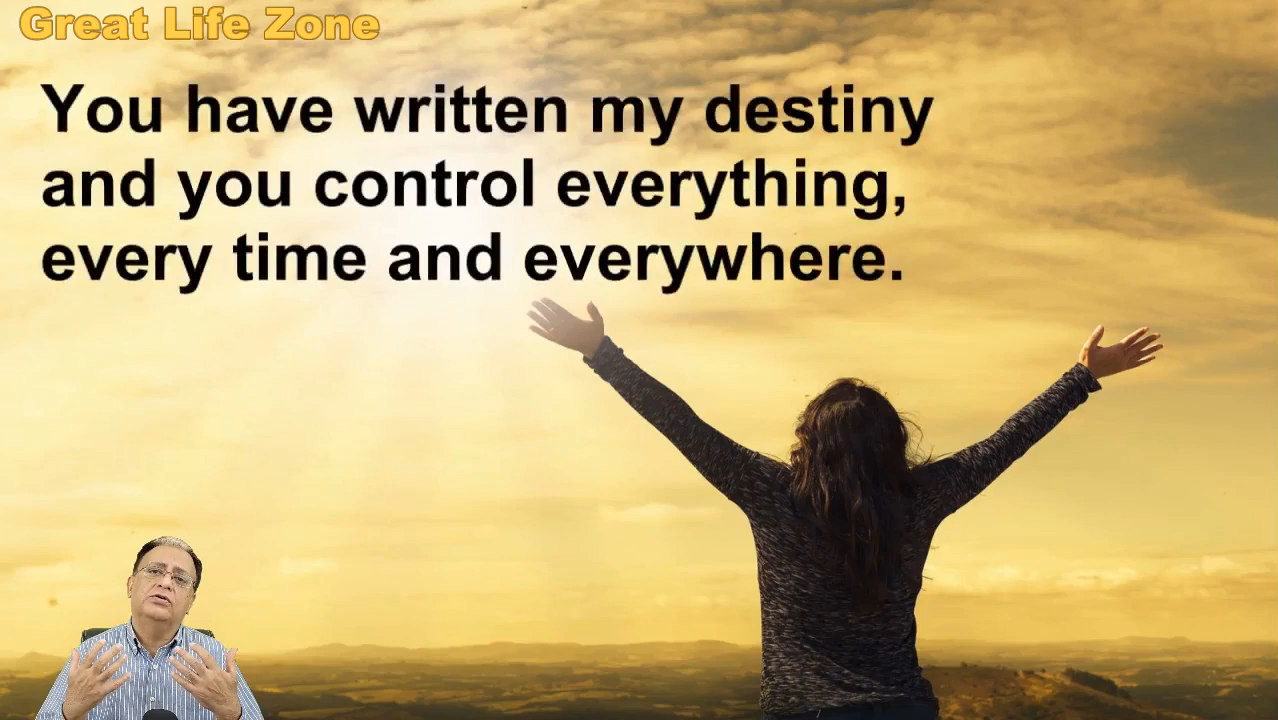 Great Life Zone
You have written my destiny
and you control everything,
every time and everywhere.